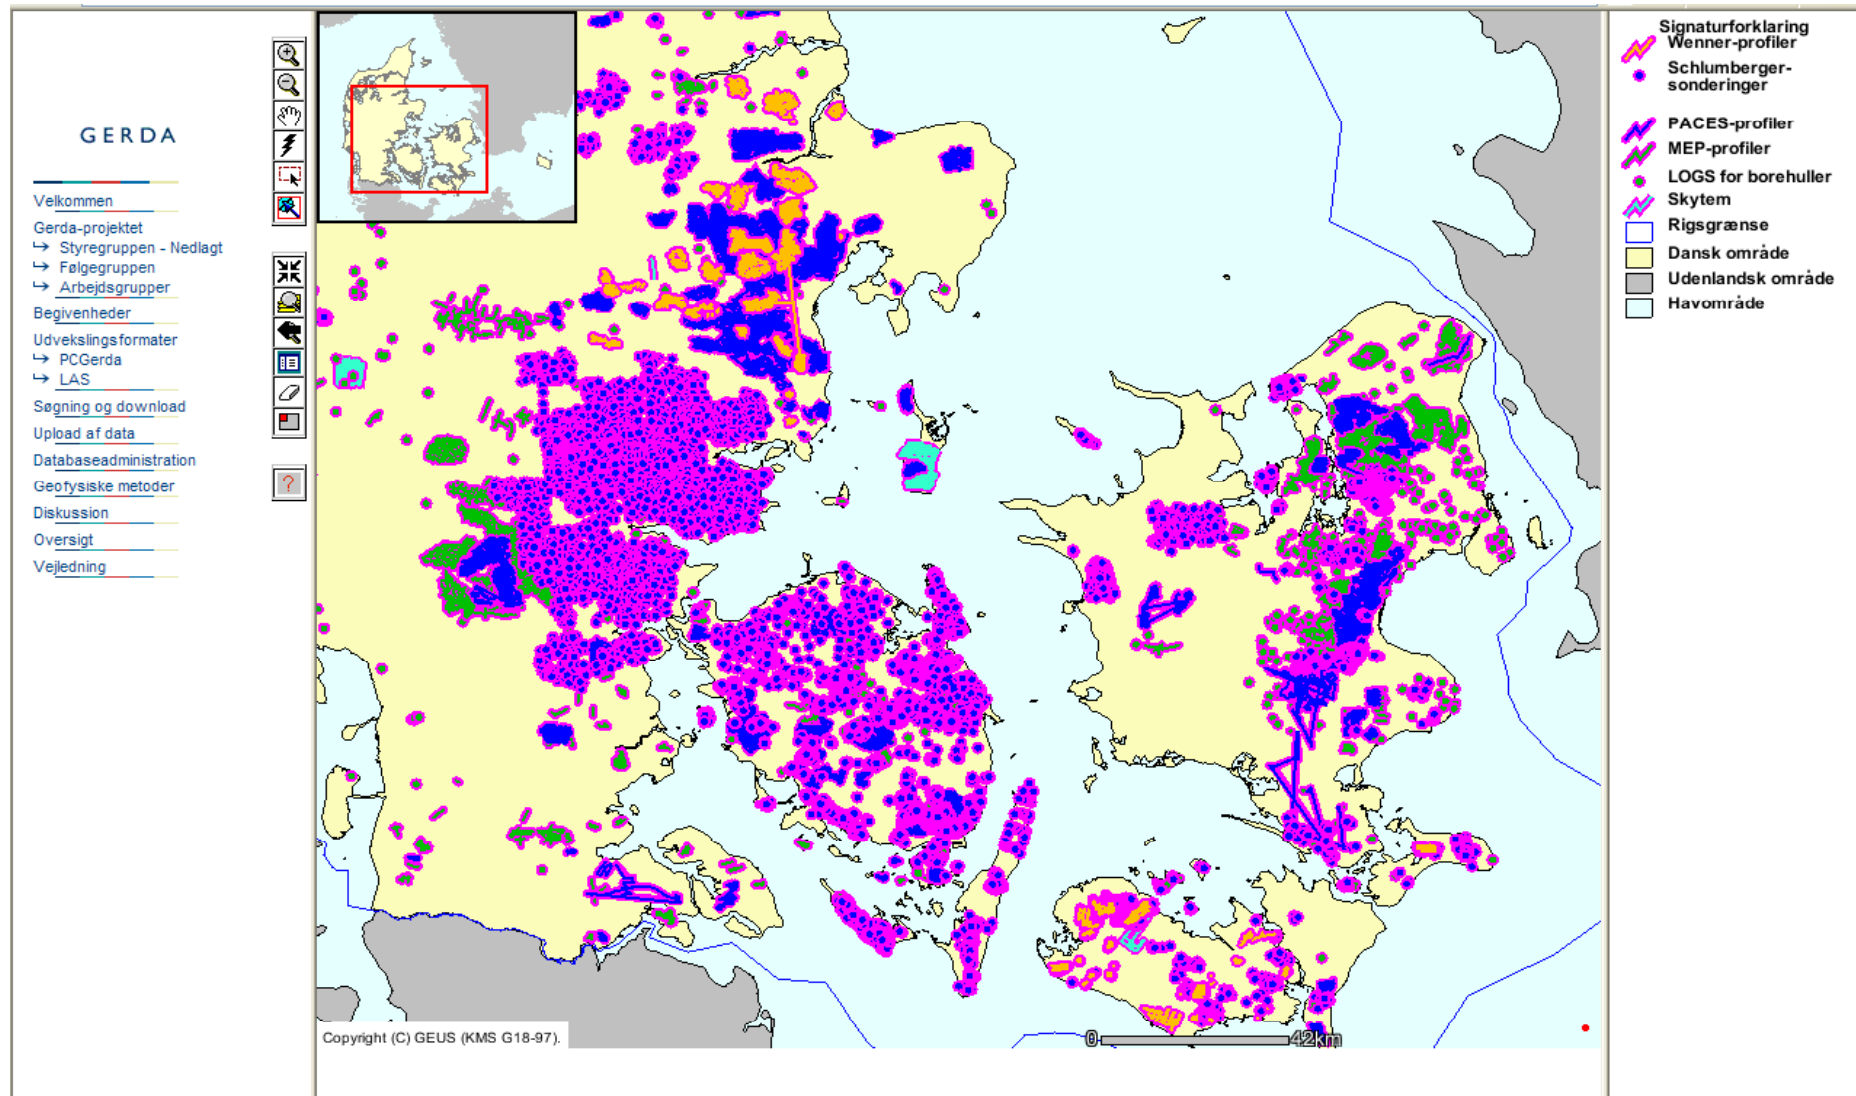 GERDA
Velkommen
Gerda-projektet
Styregruppen - Nedlagt
Følgegruppen
Arbejdsgrupper
Begivenheder
Udvekslingsformater
PCGerda
LAS
Søgning og download
Upload af data
Databaseadministration
Geofysiske metoder
Diskussion
Oversigt
Vejledning
?
Copyright (C) GEUS (KMS G18-97).
0 42km
Signaturforklaring
Wenner-profiler
Schlumberger-
sonderinger
PACES-profiler
MEP-profiler
LOGS for borehuller
Skytem
Rigsgrænse
Dansk område
Udenlandsk område
Havområde